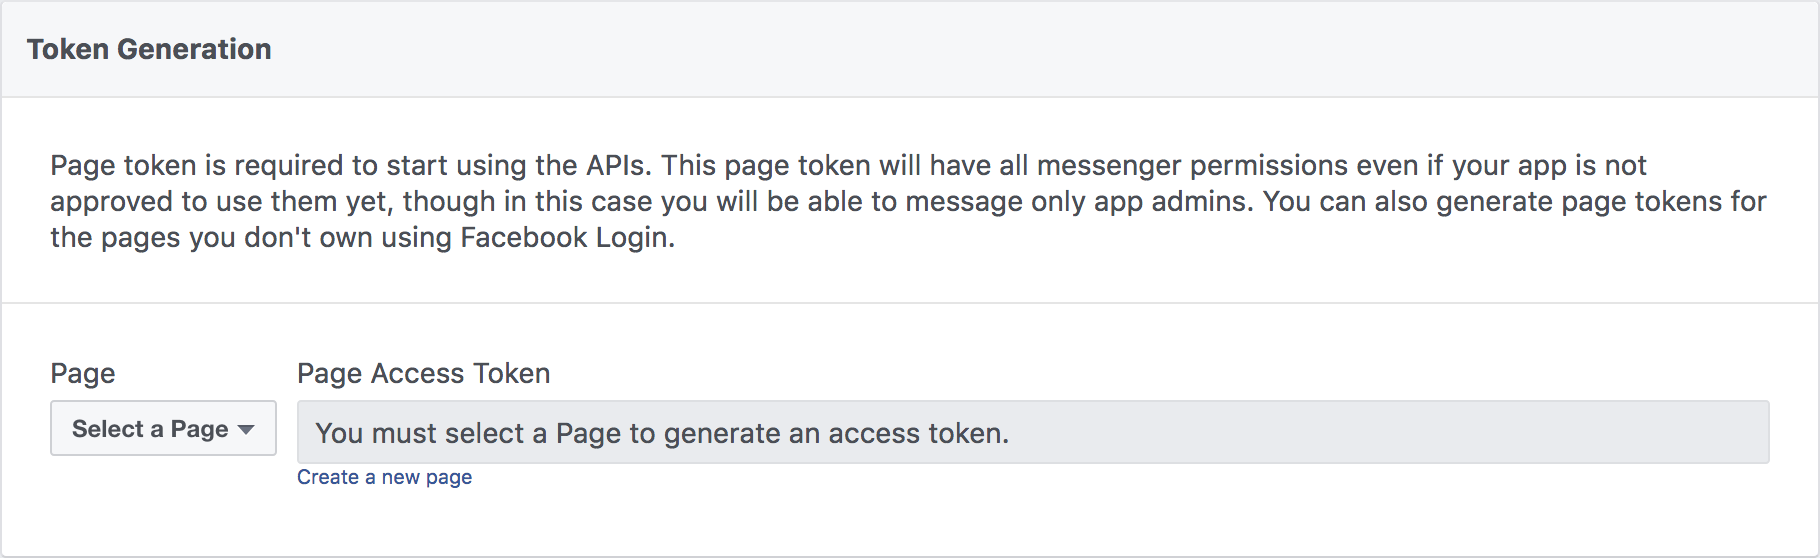 Token Generation
Page token is required to start using the APIs. This page token will have all messenger permissions even if your app is not
approved to use them yet, though in this case you will be able to message only app admins. You can also generate page tokens for
the pages you don't own using Facebook Login.
Page
Page Access Token
Select a Page
You must select a Page to generate an access token.
Create a new page